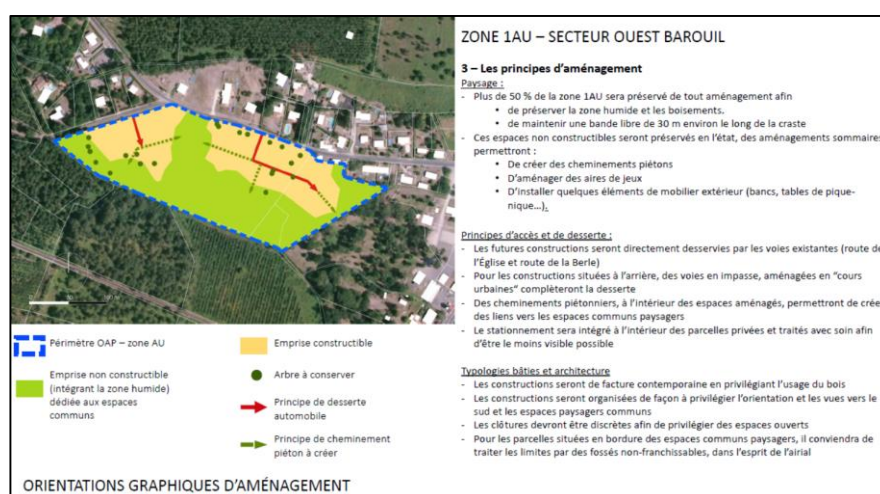 ZONE 1AU – SECTEUR OUEST BAROUIL
3 – Les principes d'aménagement
Paysage :
- Plus de 50 % de la zone 1AU sera préservé de tout aménagement afin
• de préserver la zone humide et les boisements.
• de maintenir une bande libre de 30 m environ le long de la craste
- Ces espaces non constructibles seront préservés en l'état, des aménagements sommaires
permettront :
• De créer des cheminements piétons
• D'aménager des aires de jeux
• D'installer quelques éléments de mobilier extérieur (bancs, tables de pique-
nique…).
Principes d'accès et de desserte :
- Les futures constructions seront directement desservies par les voies existantes (route de
l'Église et route de la Berle)
- Pour les constructions situées à l'arrière, des voies en impasse, aménagées en "cours
urbaines" complèteront la desserte
- Des cheminements piétonniers, à l'intérieur des espaces aménagés, permettront de crée
des liens vers les espaces communs paysagers
- Le stationnement sera intégré à l'intérieur des parcelles privées et traités avec soin afin
d'être le moins visible possible
Typologies bâties et architecture
- Les constructions seront de facture contemporaine en privilégiant l'usage du bois
- Les constructions seront organisées de façon à privilégier l'orientation et les vues vers le
sud et les espaces paysagers communs
- Les clôtures devront être discrètes afin de privilégier des espaces ouverts
- Pour les parcelles situées en bordure des espaces communs paysagers, il conviendra de
traiter les limites par des fossés non-franchissables, dans l'esprit de l'airial
Périmètre OAP – zone AU
Emprise non constructible
(intégrant la zone humide)
dédiée aux espaces
communs
Emprise constructible
Arbre à conserver
Principe de desserte
automobile
Principe de cheminement
piéton à créer
ORIENTATIONS GRAPHIQUES D'AMÉNAGEMENT